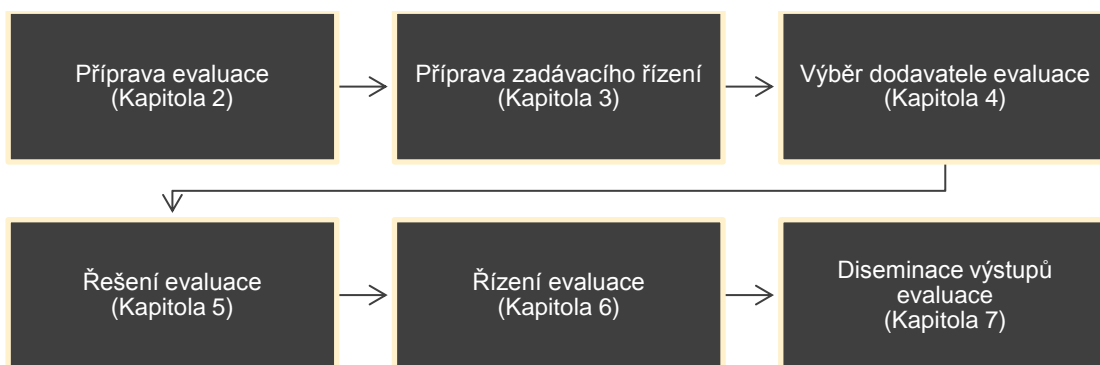 Příprava evaluace
(Kapitola 2)
Příprava zadávacího řízení
(Kapitola 3)
Výběr dodavatele evaluace
(Kapitola 4)
Řešení evaluace
(Kapitola 5)
Řízení evaluace
(Kapitola 6)
Diseminace výstupů
evaluace
(Kapitola 7)